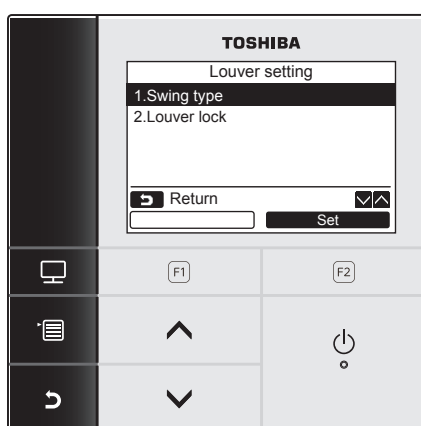 TOSHIBA
Louver setting
1.Swing type
2.Louver lock
Return
Set
F1
F2